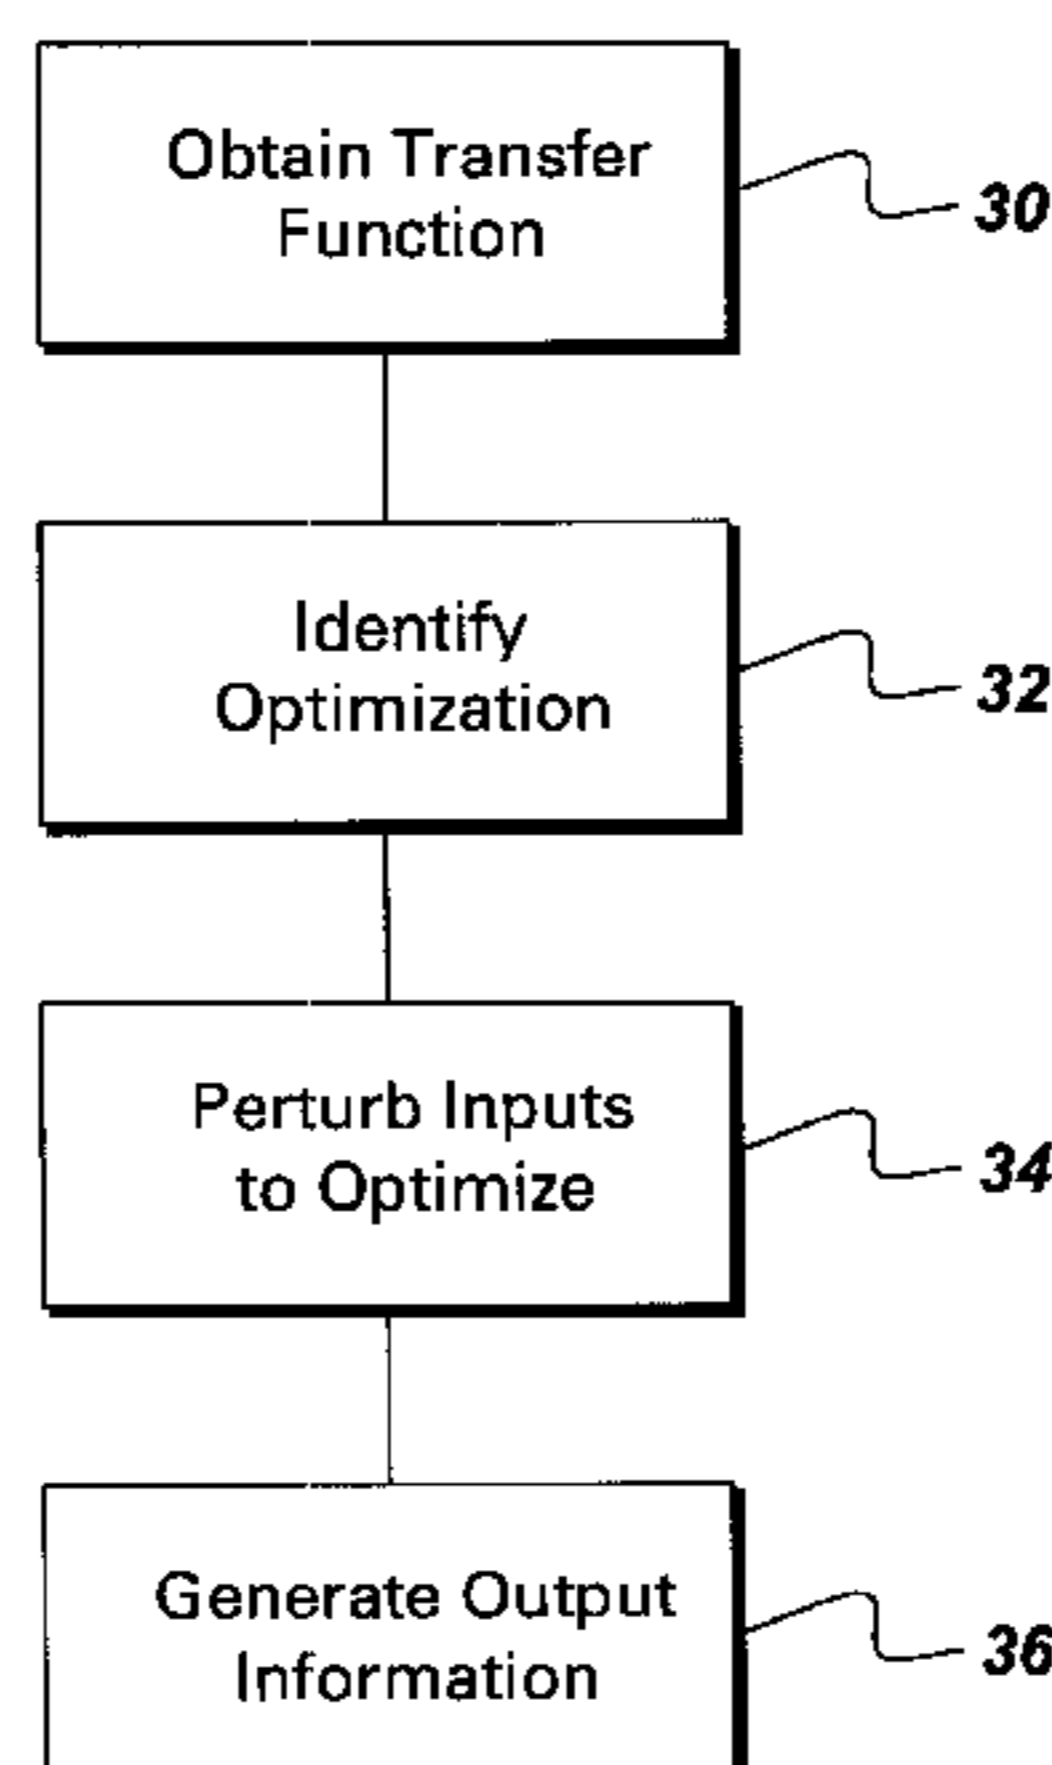 Obtain Transfer
Function
30
Identify
Optimization
32
Perturb Inputs
to Optimize
34
Generate Output
Information
36